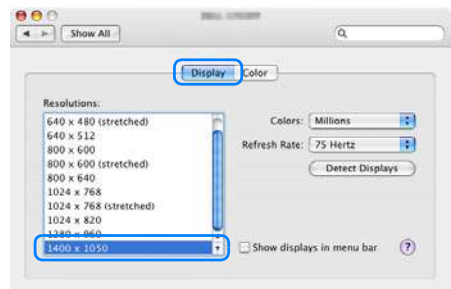 Show All
Display Color
Resolutions:
640 x 480 (stretched)
640 x 512
800 x 600
800 x 600 (stretched)
800 x 640
1024 x 768
1024 x 768 (stretched)
1024 x 820
1280 x 960
1400 x 1050
Colors: Millions
Refresh Rate: 75 Hertz
Detect Displays
Show displays in menu bar ?